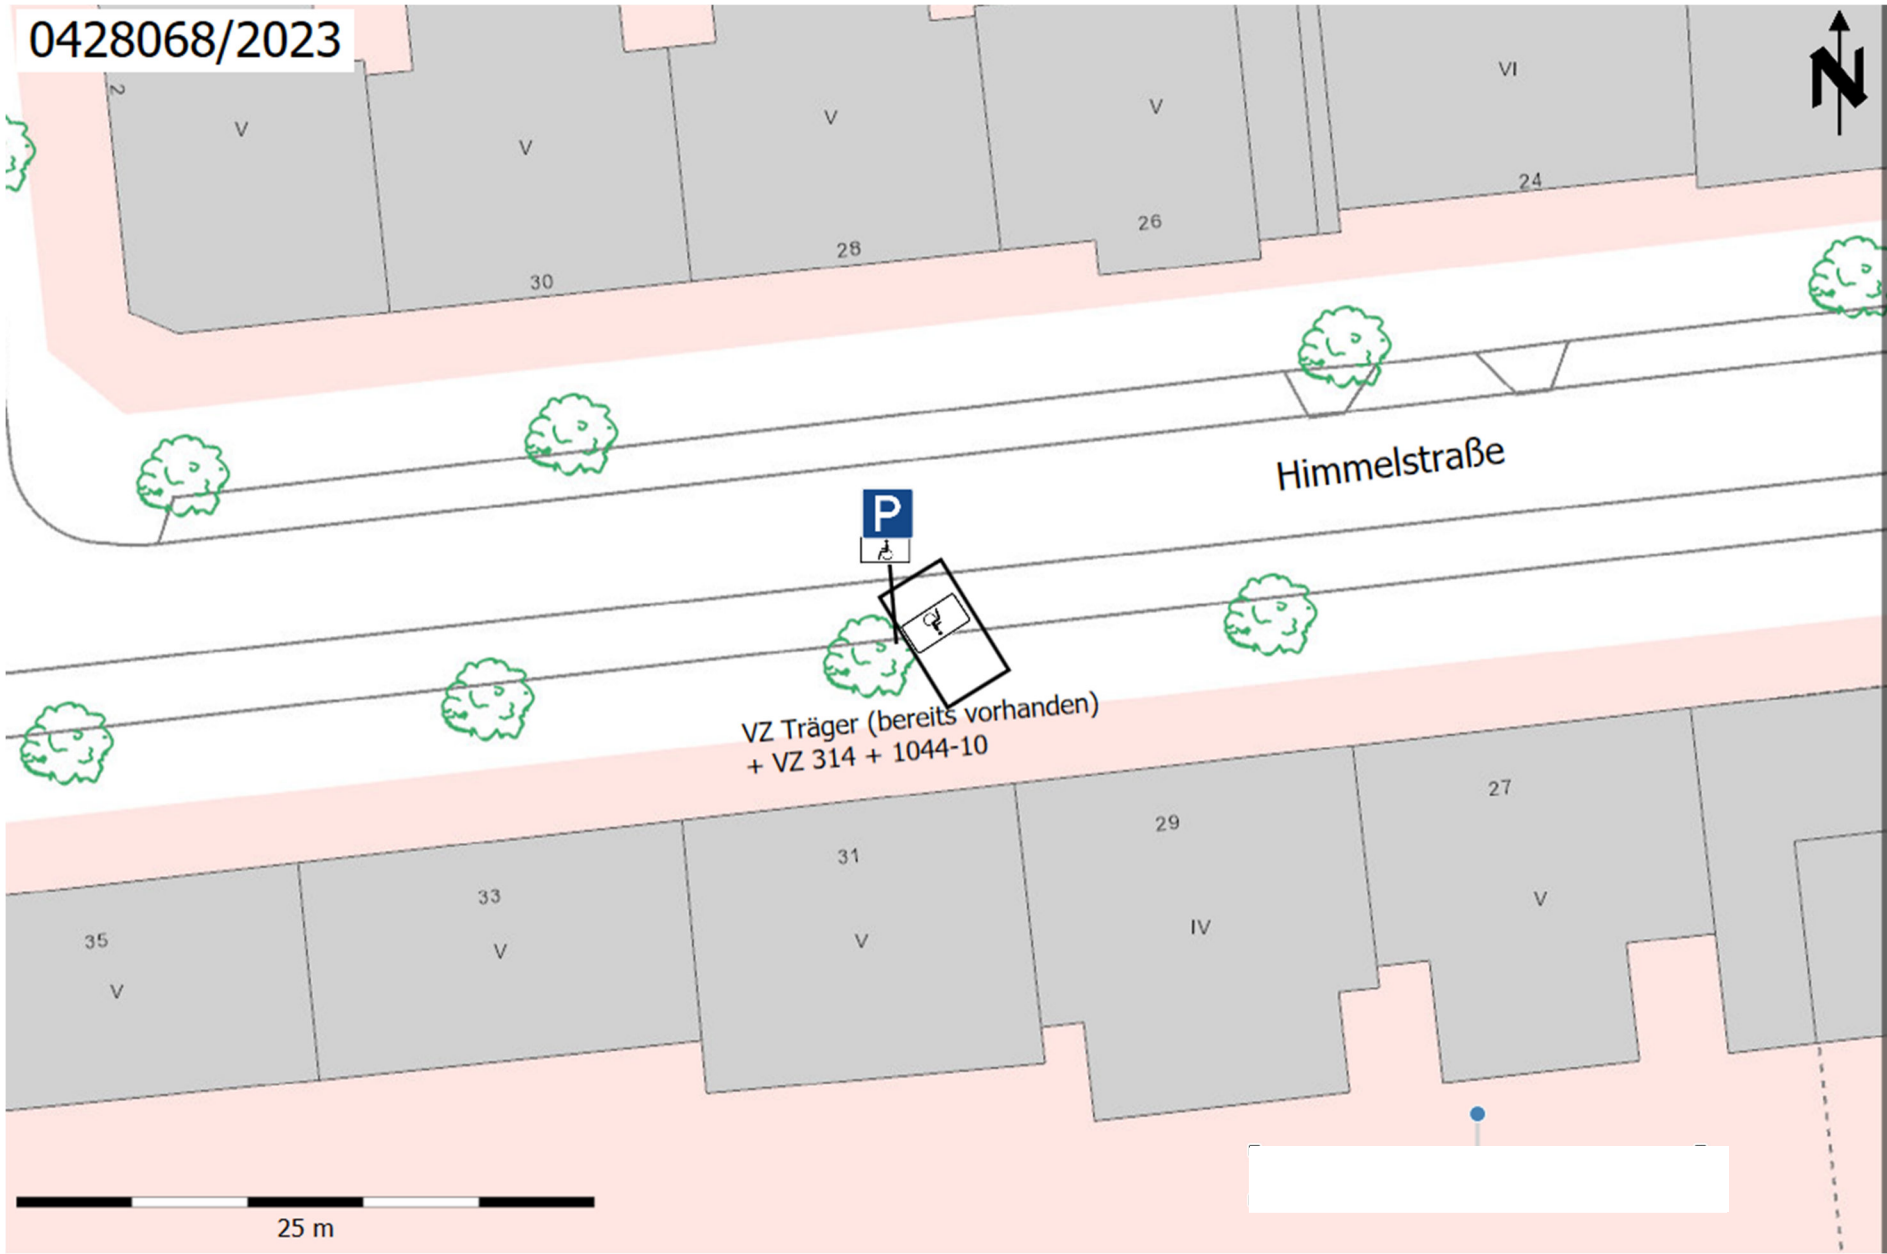 0428068/2023
N
2
V
V
V
V
VI
24
26
28
30
Himmelstraße
P
VZ Träger (bereits vorhanden)
+ VZ 314 + 1044-10
27
29
31
33
35
V
IV
V
V
V
25 m